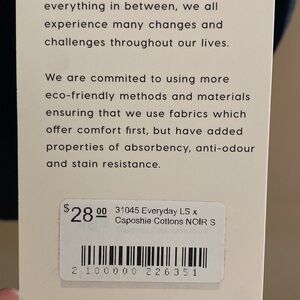 everything in between, we all
experience many changes and
challenges throughout our lives.
We are commited to using more
eco-friendly methods and materials
ensuring that we use fabrics which
offer comfort first, but have added
properties of absorbency, anti-odour
and stain resistance.
$28 00
31045 Everyday LS x
Caposhie Cottons NOIR S
2 100000 226351